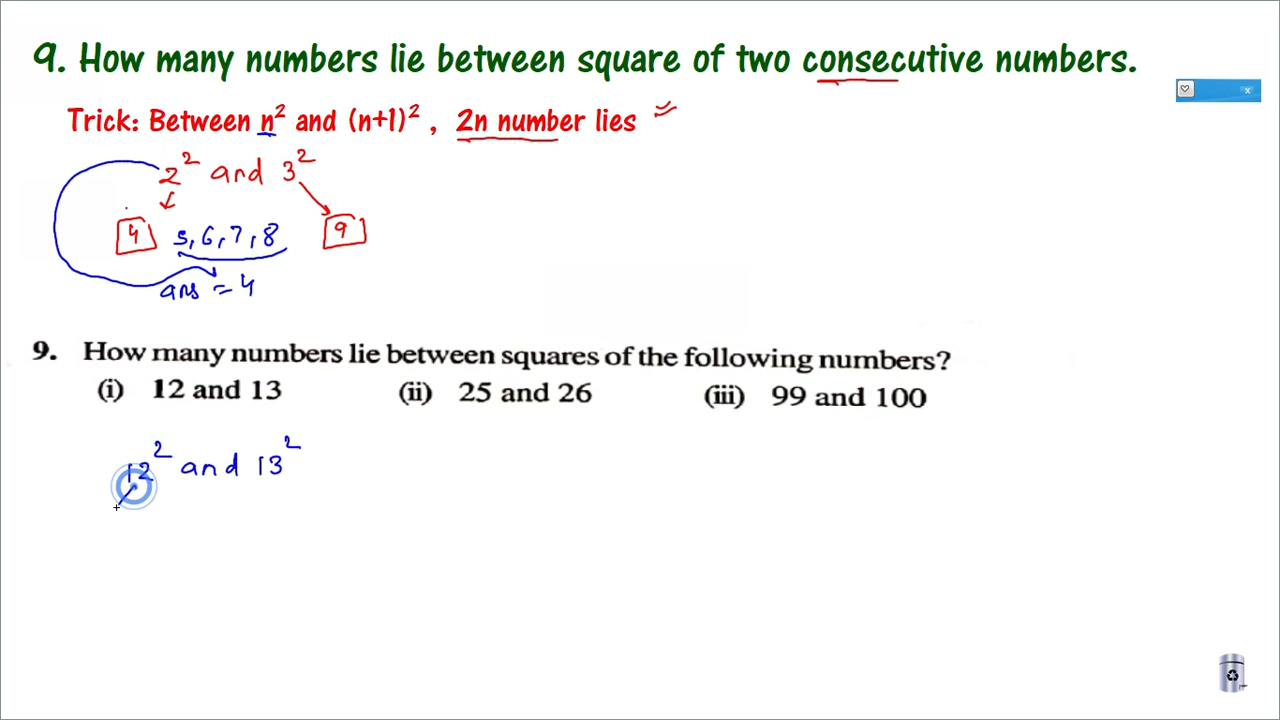 9. How many numbers lie between square of two consecutive numbers.
Trick: Between n² and (n+1)² , 2n number lies
2² and 3²
4 5, 6, 7, 8 9
ans = 4
9. How many numbers lie between squares of the following numbers?
(i) 12 and 13 (ii) 25 and 26 (iii) 99 and 100
12² and 13²